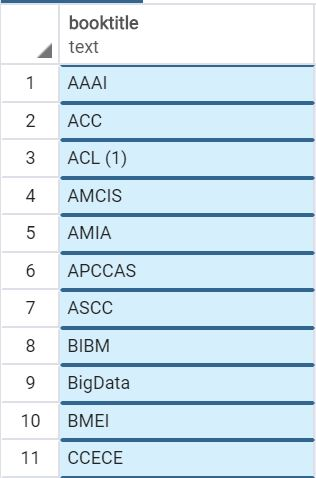 booktitle
text
1 AAAI
2 ACC
3 ACL (1)
4 AMCIS
5 AMIA
6 APCCAS
7 ASCC
8 BIBM
9 BigData
10 BMEI
11 CCECE